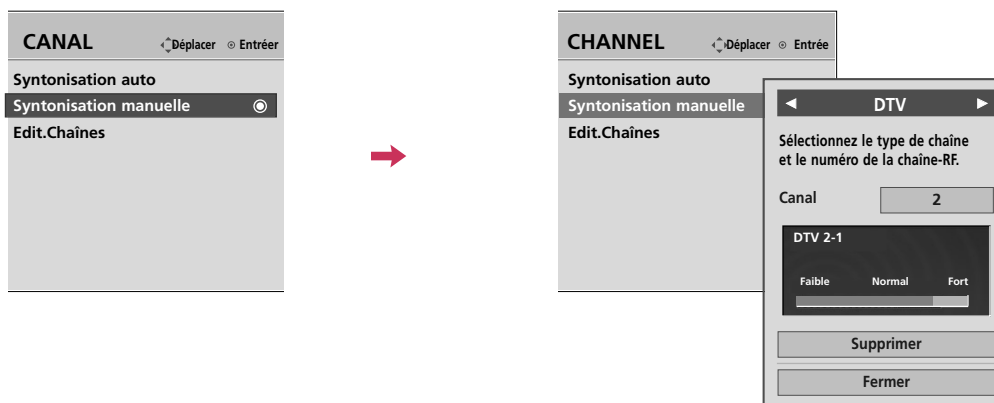 CANAL
Déplacer
Entrer
Syntonisation auto
Syntonisation manuelle
Edit.Chaînes
CHANNEL
Déplacer
Entrée
Syntonisation auto
Syntonisation manuelle
Edit.Chaînes
DTV
Sélectionnez le type de chaîne
et le numéro de la chaîne-RF.
Canal 2
DTV 2-1
Faible Normal Fort
Supprimer
Fermer